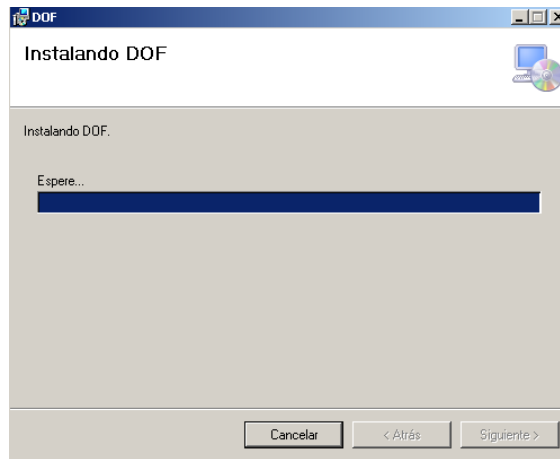 DOF
Instalando DOF
Instalando DOF.
Espere...
Cancelar
< Atrás
Siguiente >